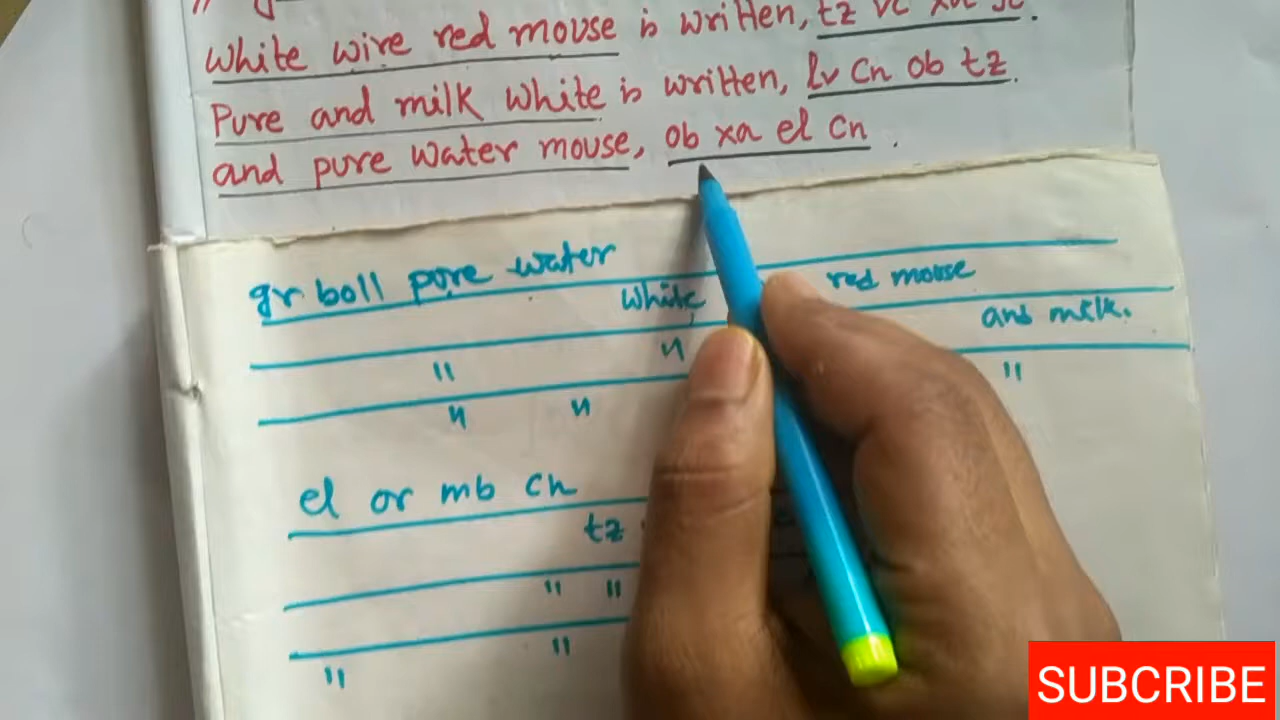 White wire red mouse is written, tz vc xa
Pure and milk White is written, lv Cn Ob tz.
and pure water mouse, ob xa el Cn .
gr boll pure water
White, red mouse
and milk.
" " "
" "
el or mb Cn
tz
" "
" "
SUBCRIBE